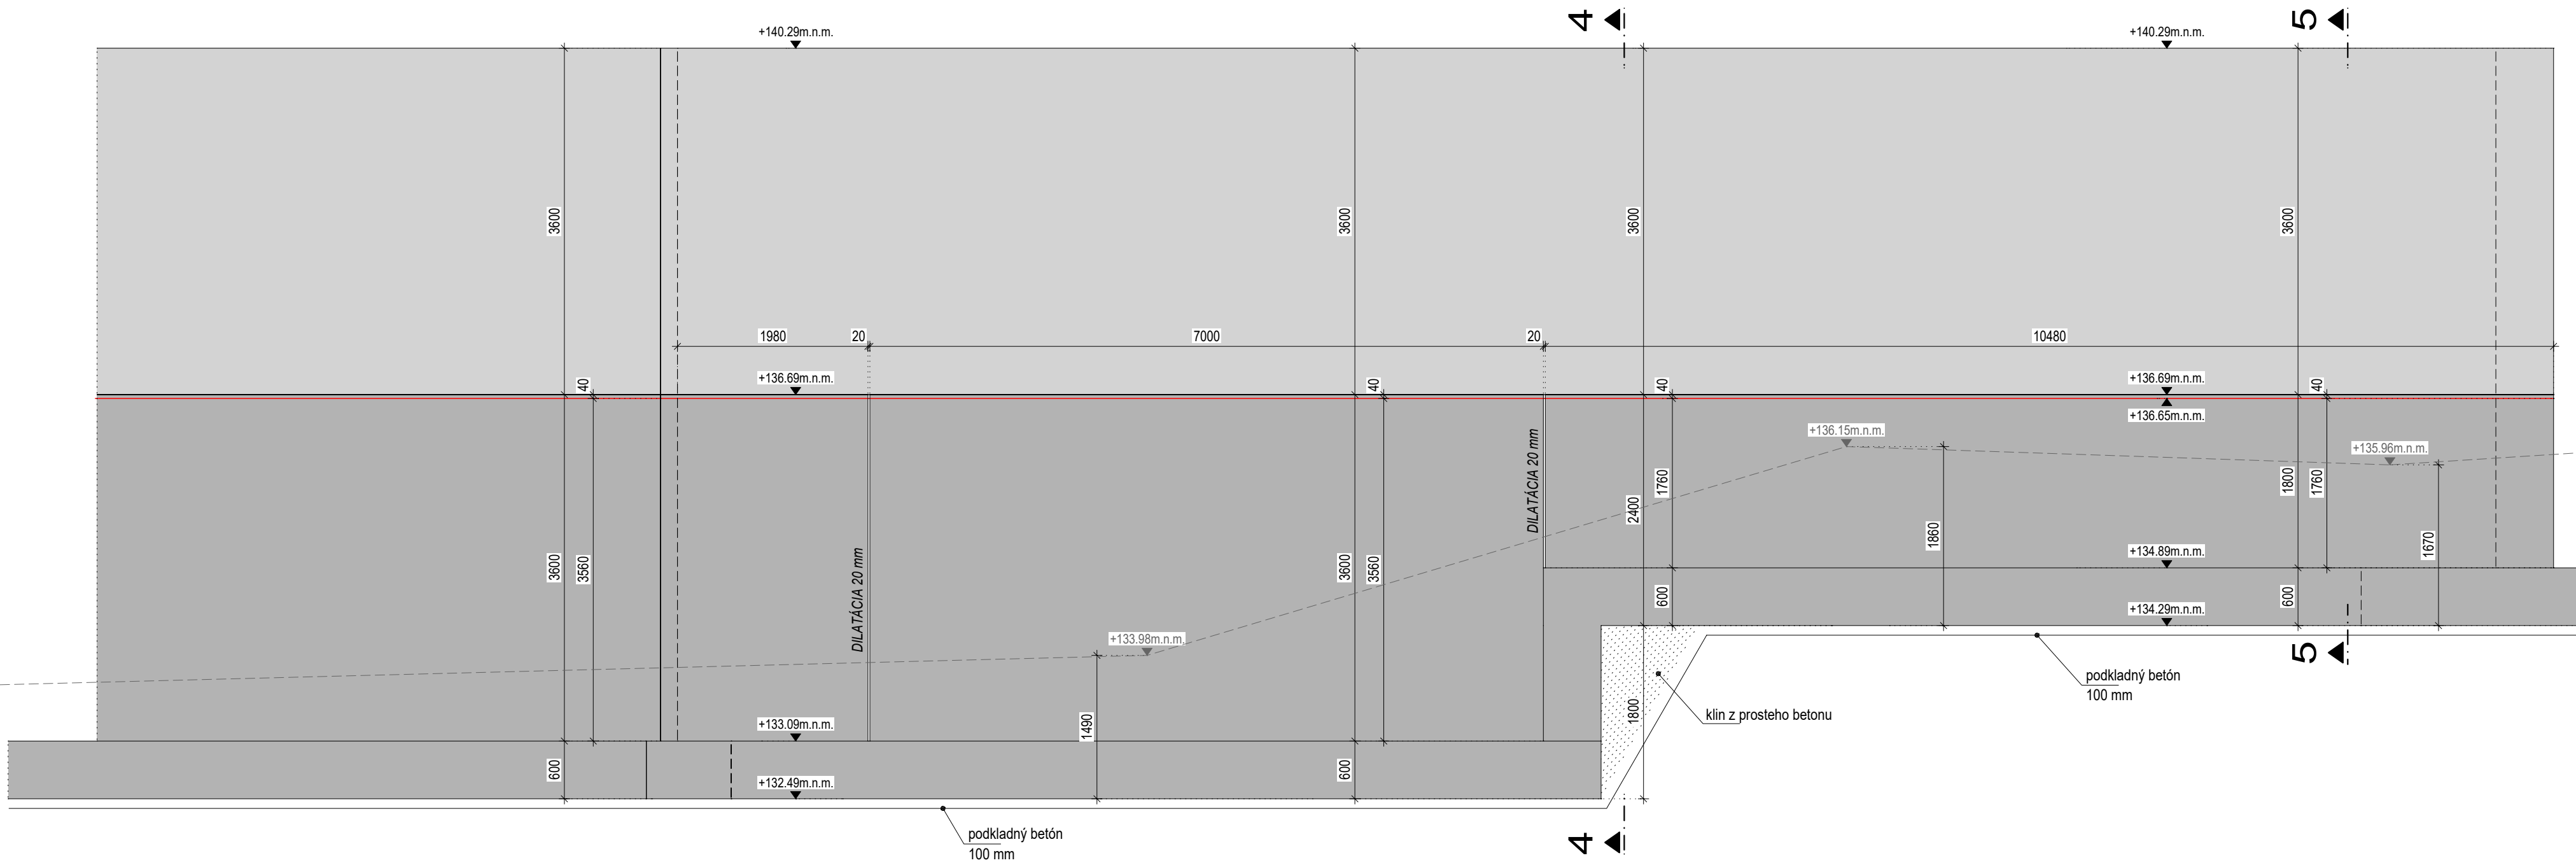 4
5
+140.29m.n.m.
+140.29m.n.m.
3600
3600
3600
3600
1980
20
7000
20
10480
40
+136.69m.n.m.
40
40
+136.69m.n.m.
40
+136.65m.n.m.
+136.15m.n.m.
+135.96m.n.m.
DILATÁCIA 20 mm
1760
1800
1760
2400
1860
1670
3600
3560
DILATÁCIA 20 mm
3600
3560
+134.89m.n.m.
600
600
+134.29m.n.m.
+133.98m.n.m.
5
podkladný betón
100 mm
klin z prosteho betonu
1490
1800
+133.09m.n.m.
600
600
+132.49m.n.m.
podkladný betón
100 mm
4